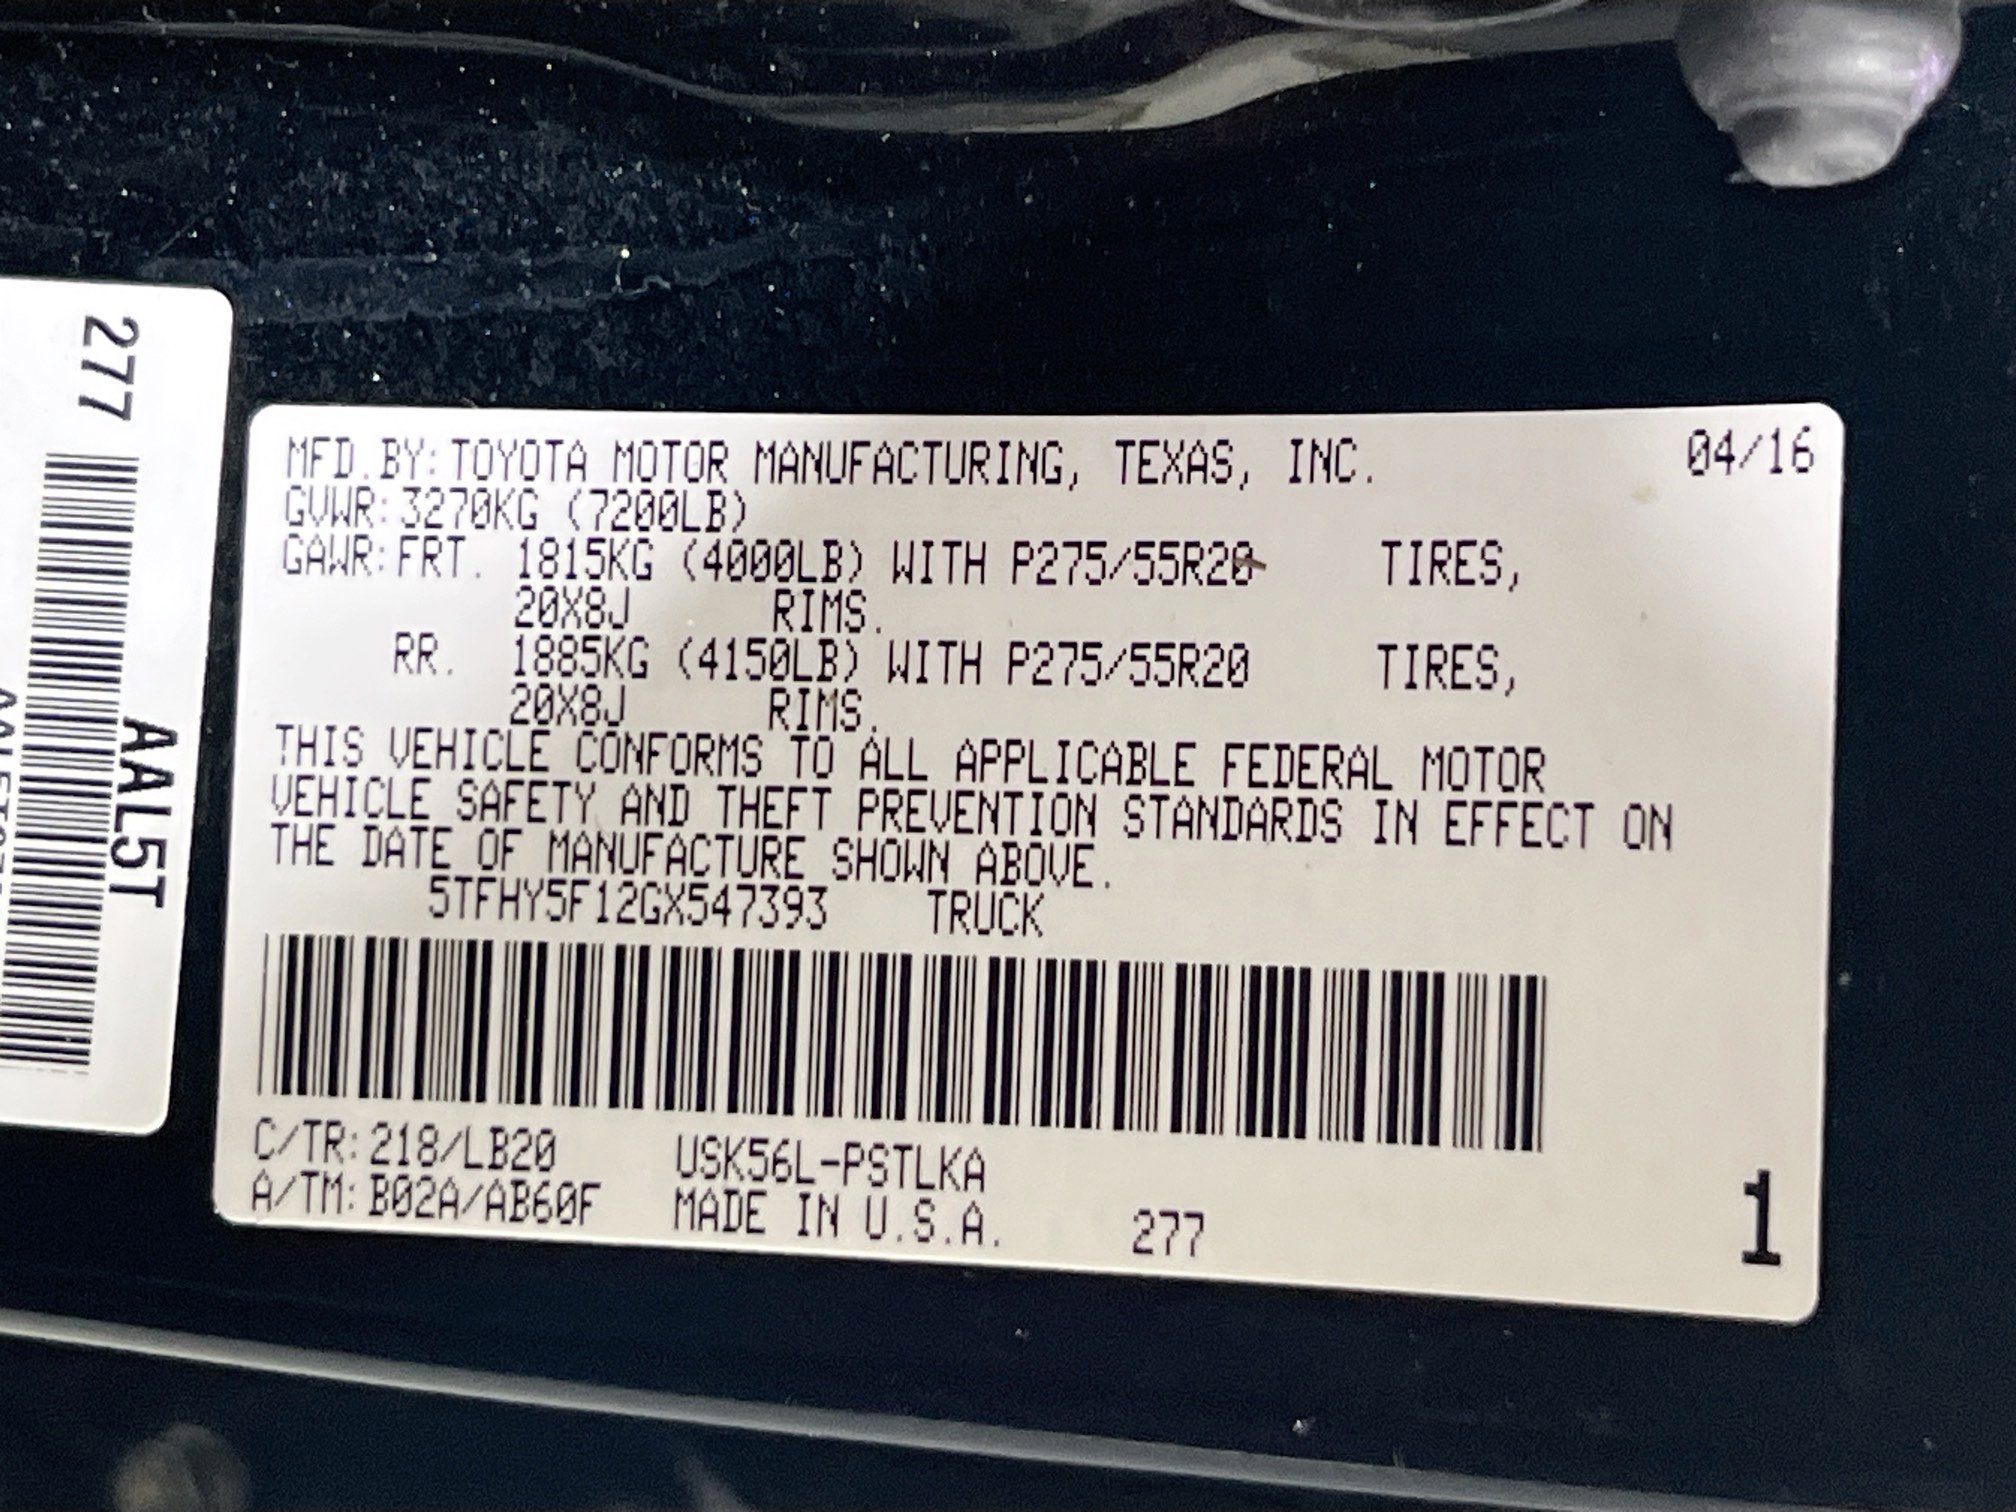 277
AAL5T
MFD.BY:TOYOTA MOTOR MANUFACTURING, TEXAS, INC. 04/16
GVWR:3270KG (7200LB)
GAWR:FRT. 1815KG (4000LB) WITH P275/55R20 TIRES,
20X8J RIMS.
RR. 1885KG (4150LB) WITH P275/55R20 TIRES,
20X8J RIMS.
THIS VEHICLE CONFORMS TO ALL APPLICABLE FEDERAL MOTOR
VEHICLE SAFETY AND THEFT PREVENTION STANDARDS IN EFFECT ON
THE DATE OF MANUFACTURE SHOWN ABOVE.
5TFHY5F12GX547393 TRUCK
C/TR:218/LB20 USK56L-PSTLKA
A/TM:B02A/AB60F MADE IN U.S.A. 277
1